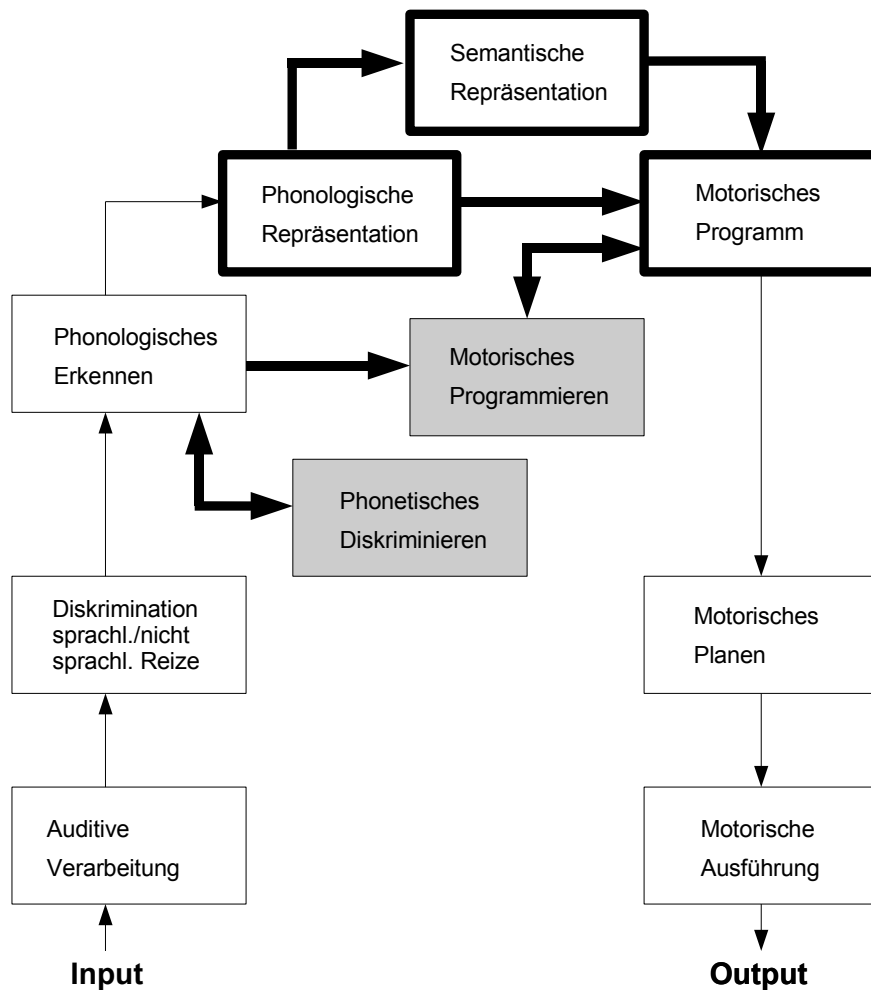 Semantische
Repräsentation
Phonologische
Repräsentation
Motorisches
Programm
Phonologisches
Erkennen
Motorisches
Programmieren
Phonetisches
Diskriminieren
Diskrimination
sprachl./nicht
sprachl. Reize
Motorisches
Planen
Auditive
Verarbeitung
Motorische
Ausführung
Input
Output